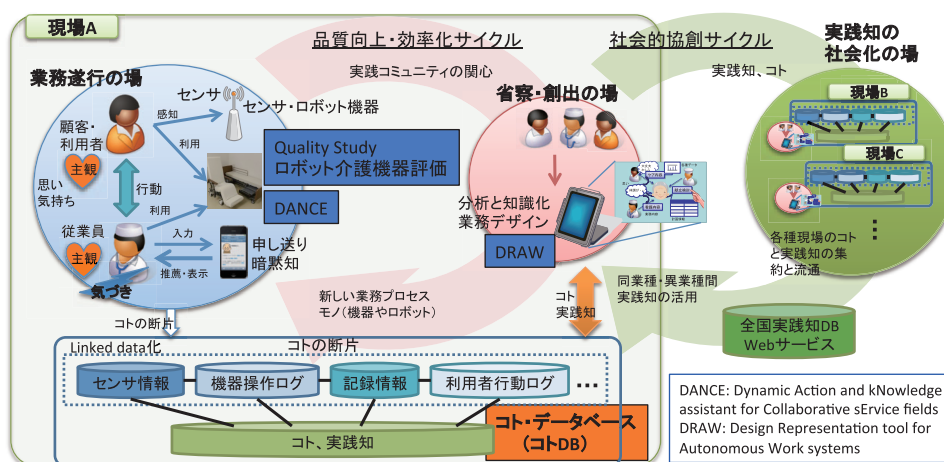 現場A
品質向上・効率化サイクル
社会的協創サイクル
実践知の
社会化の場
業務遂行の場
実践コミュニティの関心
実践知、コト
センサ
センサ・ロボット機器
省察・創出の場
顧客・
利用者
感知
利用
主観
思い
気持ち
行動
利用
Quality Study
ロボット介護機器評価
DANCE
従業員
主観
入力
推薦・表示
申し送り
暗黙知
気づき
分析と知識化
業務デザイン
DRAW
現場B
現場C
各種現場のコト
と実践知の集
約と流通
新しい業務プロセス
モノ(機器やロボット)
コト
実践知
同業種・異業種間
実践知の活用
全国実践知DB
Webサービス
コトの断片
Linked data化
コトの断片
センサ情報
機器操作ログ
記録情報
利用者行動ログ
…
コト、実践知
コト・データベース
(コトDB)
DANCE: Dynamic Action and kNowledge
assistant for Collaborative sErvice fields
DRAW: Design Representation tool for
Autonomous Work systems